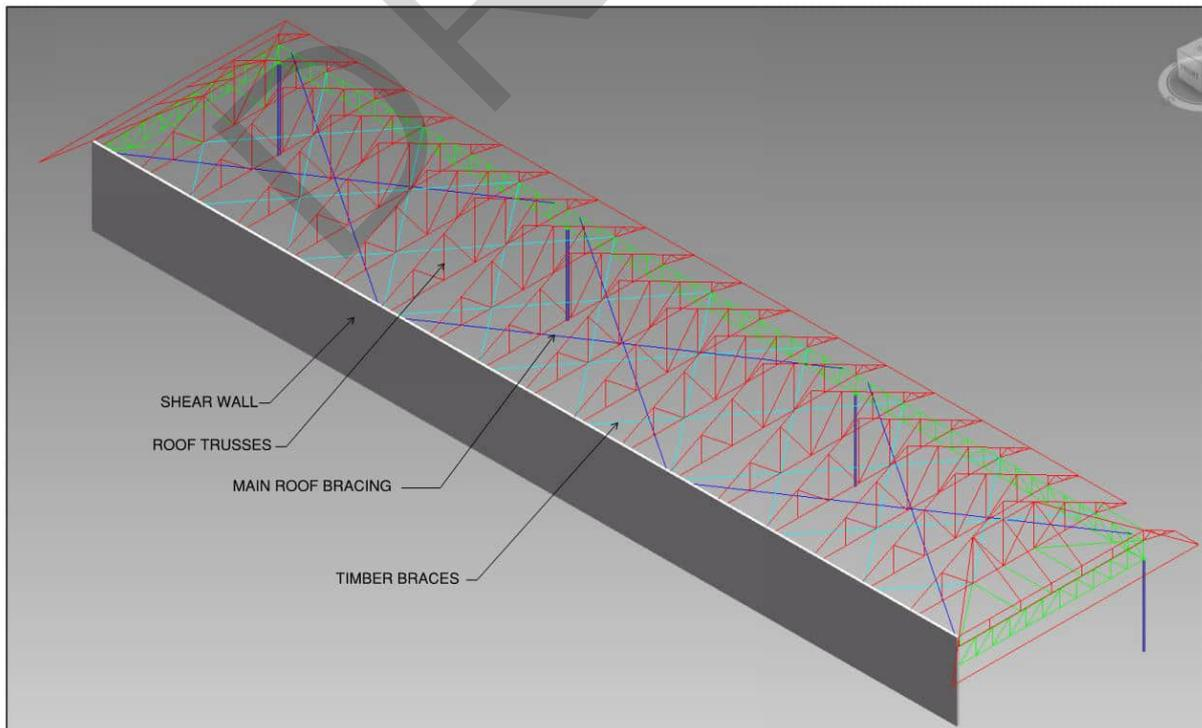 SHEAR WALL
ROOF TRUSSES
MAIN ROOF BRACING
TIMBER BRACES